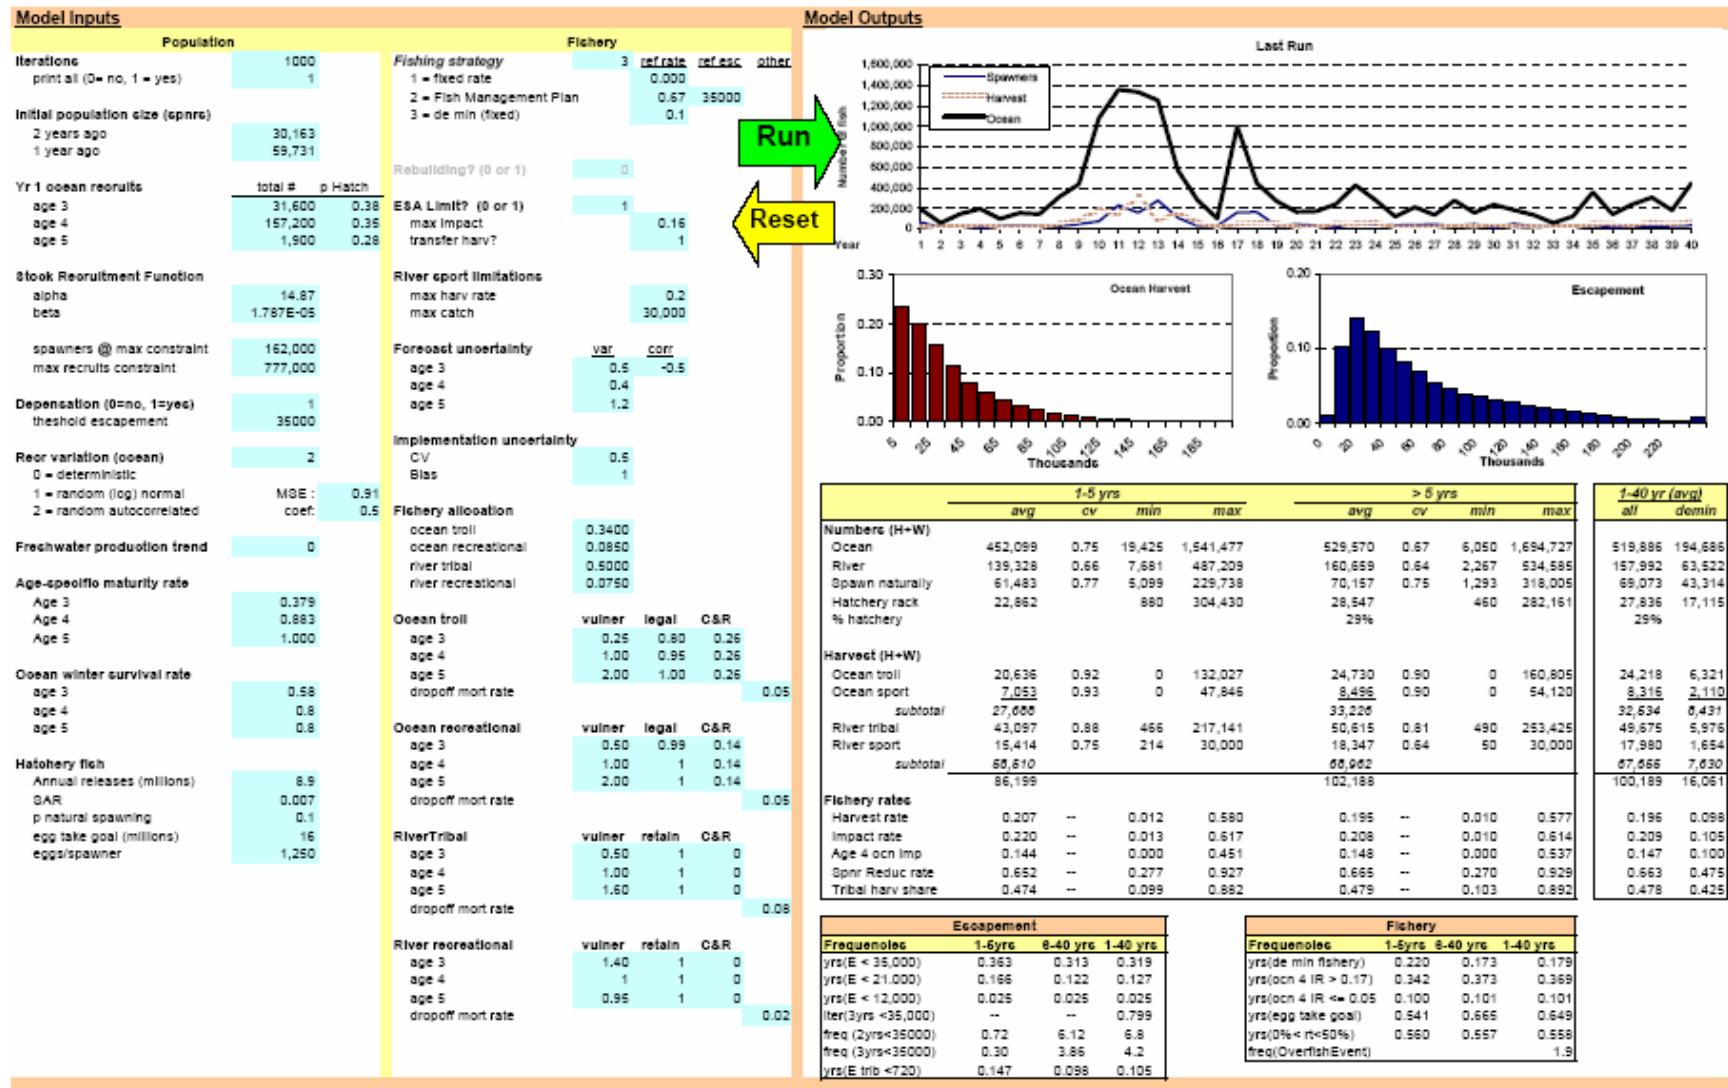 Model Inputs
Population
Iterations 1000
print all (0= no, 1 = yes) 1
Initial population size (spnrs)
2 years ago 30,163
1 year ago 59,731
Yr 1 ocean recruits total # p Hatch
age 3 31,600 0.38
age 4 157,200 0.35
age 5 1,900 0.28
Stock Recruitment Function
alpha 14.87
beta 1.787E-05
spawners @ max constraint 162,000
max recruits constraint 777,000
Depensation (0=no, 1=yes) 1
theshold escapement 35000
Recr variation (ocean) 2
0 = deterministic
1 = random (log) normal MSE : 0.91
2 = random autocorrelated coef: 0.5
Freshwater production trend 0
Age-specific maturity rate
Age 3 0.379
Age 4 0.883
Age 5 1.000
Ocean winter survival rate
age 3 0.58
age 4 0.8
age 5 0.8
Hatchery fish
Annual releases (millions) 8.9
SAR 0.007
p natural spawning 0.1
egg take goal (millions) 16
eggs/spawner 1,250
Fishery
Fishing strategy 3 ref rate ref esc other
1 = fixed rate 0.000
2 = Fish Management Plan 0.67 35000
3 = de min (fixed) 0.1
Rebuilding? (0 or 1) 0
ESA Limit? (0 or 1) 1
max impact 0.16
transfer harv? 1
River sport limitations
max harv rate 0.2
max catch 30,000
Forecast uncertainty var corr
age 3 0.5 -0.5
age 4 0.4
age 5 1.2
Implementation uncertainty
CV 0.5
Bias 1
Fishery allocation
ocean troll 0.3400
ocean recreational 0.0850
river tribal 0.5000
river recreational 0.0750
Ocean troll vulner legal C&R
age 3 0.25 0.80 0.26
age 4 1.00 0.95 0.26
age 5 2.00 1.00 0.26
dropoff mort rate 0.05
Ocean recreational vulner legal C&R
age 3 0.50 0.99 0.14
age 4 1.00 1 0.14
age 5 2.00 1 0.14
dropoff mort rate 0.05
RiverTribal vulner retain C&R
age 3 0.50 1 0
age 4 1.00 1 0
age 5 1.60 1 0
dropoff mort rate 0.08
River recreational vulner retain C&R
age 3 1.40 1 0
age 4 1 1 0
age 5 0.95 1 0
dropoff mort rate 0.02
Run
Reset
Model Outputs
Last Run
1,600,000
1,400,000
1,200,000
1,000,000
800,000
600,000
400,000
200,000
0
Number of fish
Spawners
Harvest
Ocean
Year
1 2 3 4 5 6 7 8 9 10 11 12 13 14 15 16 17 18 19 20 21 22 23 24 25 26 27 28 29 30 31 32 33 34 35 36 37 38 39 40
Ocean Harvest
0.30
0.20
0.10
0.00
Proportion
5 25 45 65 85 105 125 145 165 185
Thousands
Escapement
0.20
0.10
0.00
Proportion
0 20 40 60 80 100 120 140 160 180 200 220
Thousands
1-5 yrs > 5 yrs 1-40 yr (avg)
avg cv min max avg cv min max all demin
Numbers (H+W)
Ocean 452,099 0.75 19,425 1,541,477 529,570 0.67 6,050 1,694,727 519,886 194,686
River 139,328 0.66 7,681 487,209 160,659 0.64 2,267 534,585 157,992 63,522
Spawn naturally 61,483 0.77 5,099 229,738 70,157 0.75 1,293 318,005 69,073 43,314
Hatchery rack 22,862 880 304,430 28,547 460 282,161 27,836 17,115
% hatchery 29% 29%
Harvest (H+W)
Ocean troll 20,636 0.92 0 132,027 24,730 0.90 0 160,805 24,218 6,321
Ocean sport 7,053 0.93 0 47,846 8,496 0.90 0 54,120 8,316 2,110
subtotal 27,688 33,226 32,534 8,431
River tribal 43,097 0.88 466 217,141 50,615 0.81 490 253,425 49,675 5,976
River sport 15,414 0.75 214 30,000 18,347 0.64 50 30,000 17,980 1,654
subtotal 58,510 68,962 67,655 7,630
86,199 102,188 100,189 16,061
Fishery rates
Harvest rate 0.207 -- 0.012 0.580 0.195 -- 0.010 0.577 0.196 0.098
Impact rate 0.220 -- 0.013 0.617 0.208 -- 0.010 0.614 0.209 0.105
Age 4 ocn imp 0.144 -- 0.000 0.451 0.148 -- 0.000 0.537 0.147 0.100
Spnr Reduc rate 0.652 -- 0.277 0.927 0.665 -- 0.270 0.929 0.663 0.475
Tribal harv share 0.474 -- 0.099 0.882 0.479 -- 0.103 0.892 0.478 0.425
Escapement
Frequencies 1-5yrs 6-40 yrs 1-40 yrs
yrs(E < 35,000) 0.363 0.313 0.319
yrs(E < 21.000) 0.166 0.122 0.127
yrs(E < 12,000) 0.025 0.025 0.025
Iter(3yrs <35,000) -- -- 0.799
freq (2yrs<35000) 0.72 6.12 6.8
freq (3yrs<35000) 0.30 3.86 4.2
yrs(E trib <720) 0.147 0.098 0.105
Fishery
Frequencies 1-5yrs 6-40 yrs 1-40 yrs
yrs(de min fishery) 0.220 0.173 0.179
yrs(ocn 4 IR > 0.17) 0.342 0.373 0.369
yrs(ocn 4 IR <= 0.05 0.100 0.101 0.101
yrs(egg take goal) 0.541 0.665 0.649
yrs(0%< rt<50%) 0.560 0.557 0.558
freq(OverfishEvent) 1.9